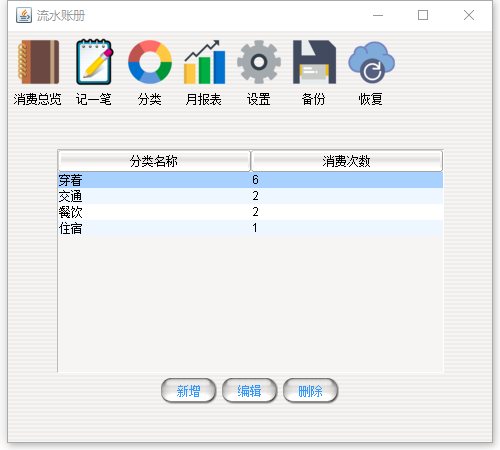 流水账册
消费总览 记一笔 分类 月报表 设置 备份 恢复
分类名称 消费次数
穿着 6
交通 2
餐饮 2
住宿 1
新增 编辑 删除